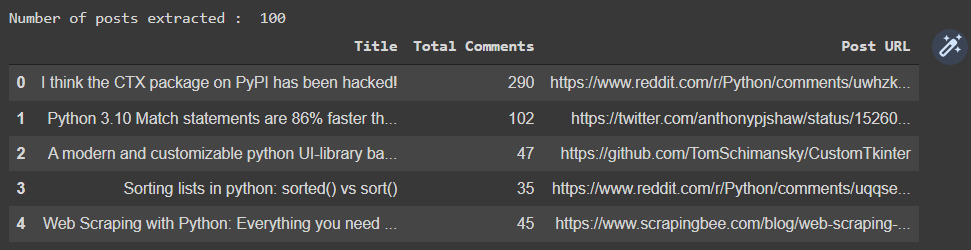 Number of posts extracted :  100
Title Total Comments Post URL
0 I think the CTX package on PyPI has been hacked! 290 https://www.reddit.com/r/Python/comments/uwhzk...
1 Python 3.10 Match statements are 86% faster th... 102 https://twitter.com/anthonypjshaw/status/15260...
2 A modern and customizable python UI-library ba... 47 https://github.com/TomSchimansky/CustomTkinter
3 Sorting lists in python: sorted() vs sort() 35 https://www.reddit.com/r/Python/comments/uqqse...
4 Web Scraping with Python: Everything you need ... 45 https://www.scrapingbee.com/blog/web-scraping-...